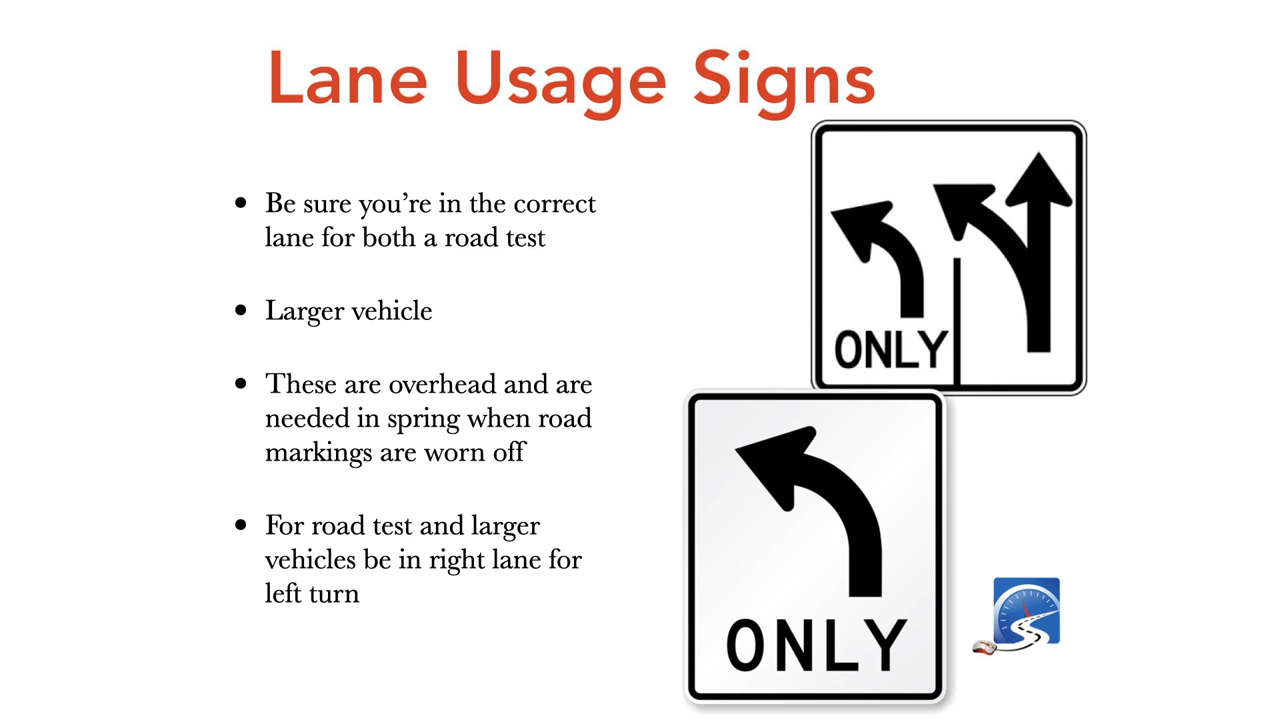 Lane Usage Signs
• Be sure you’re in the correct
lane for both a road test
• Larger vehicle
• These are overhead and are
needed in spring when road
markings are worn off
• For road test and larger
vehicles be in right lane for
left turn
ONLY
ONLY